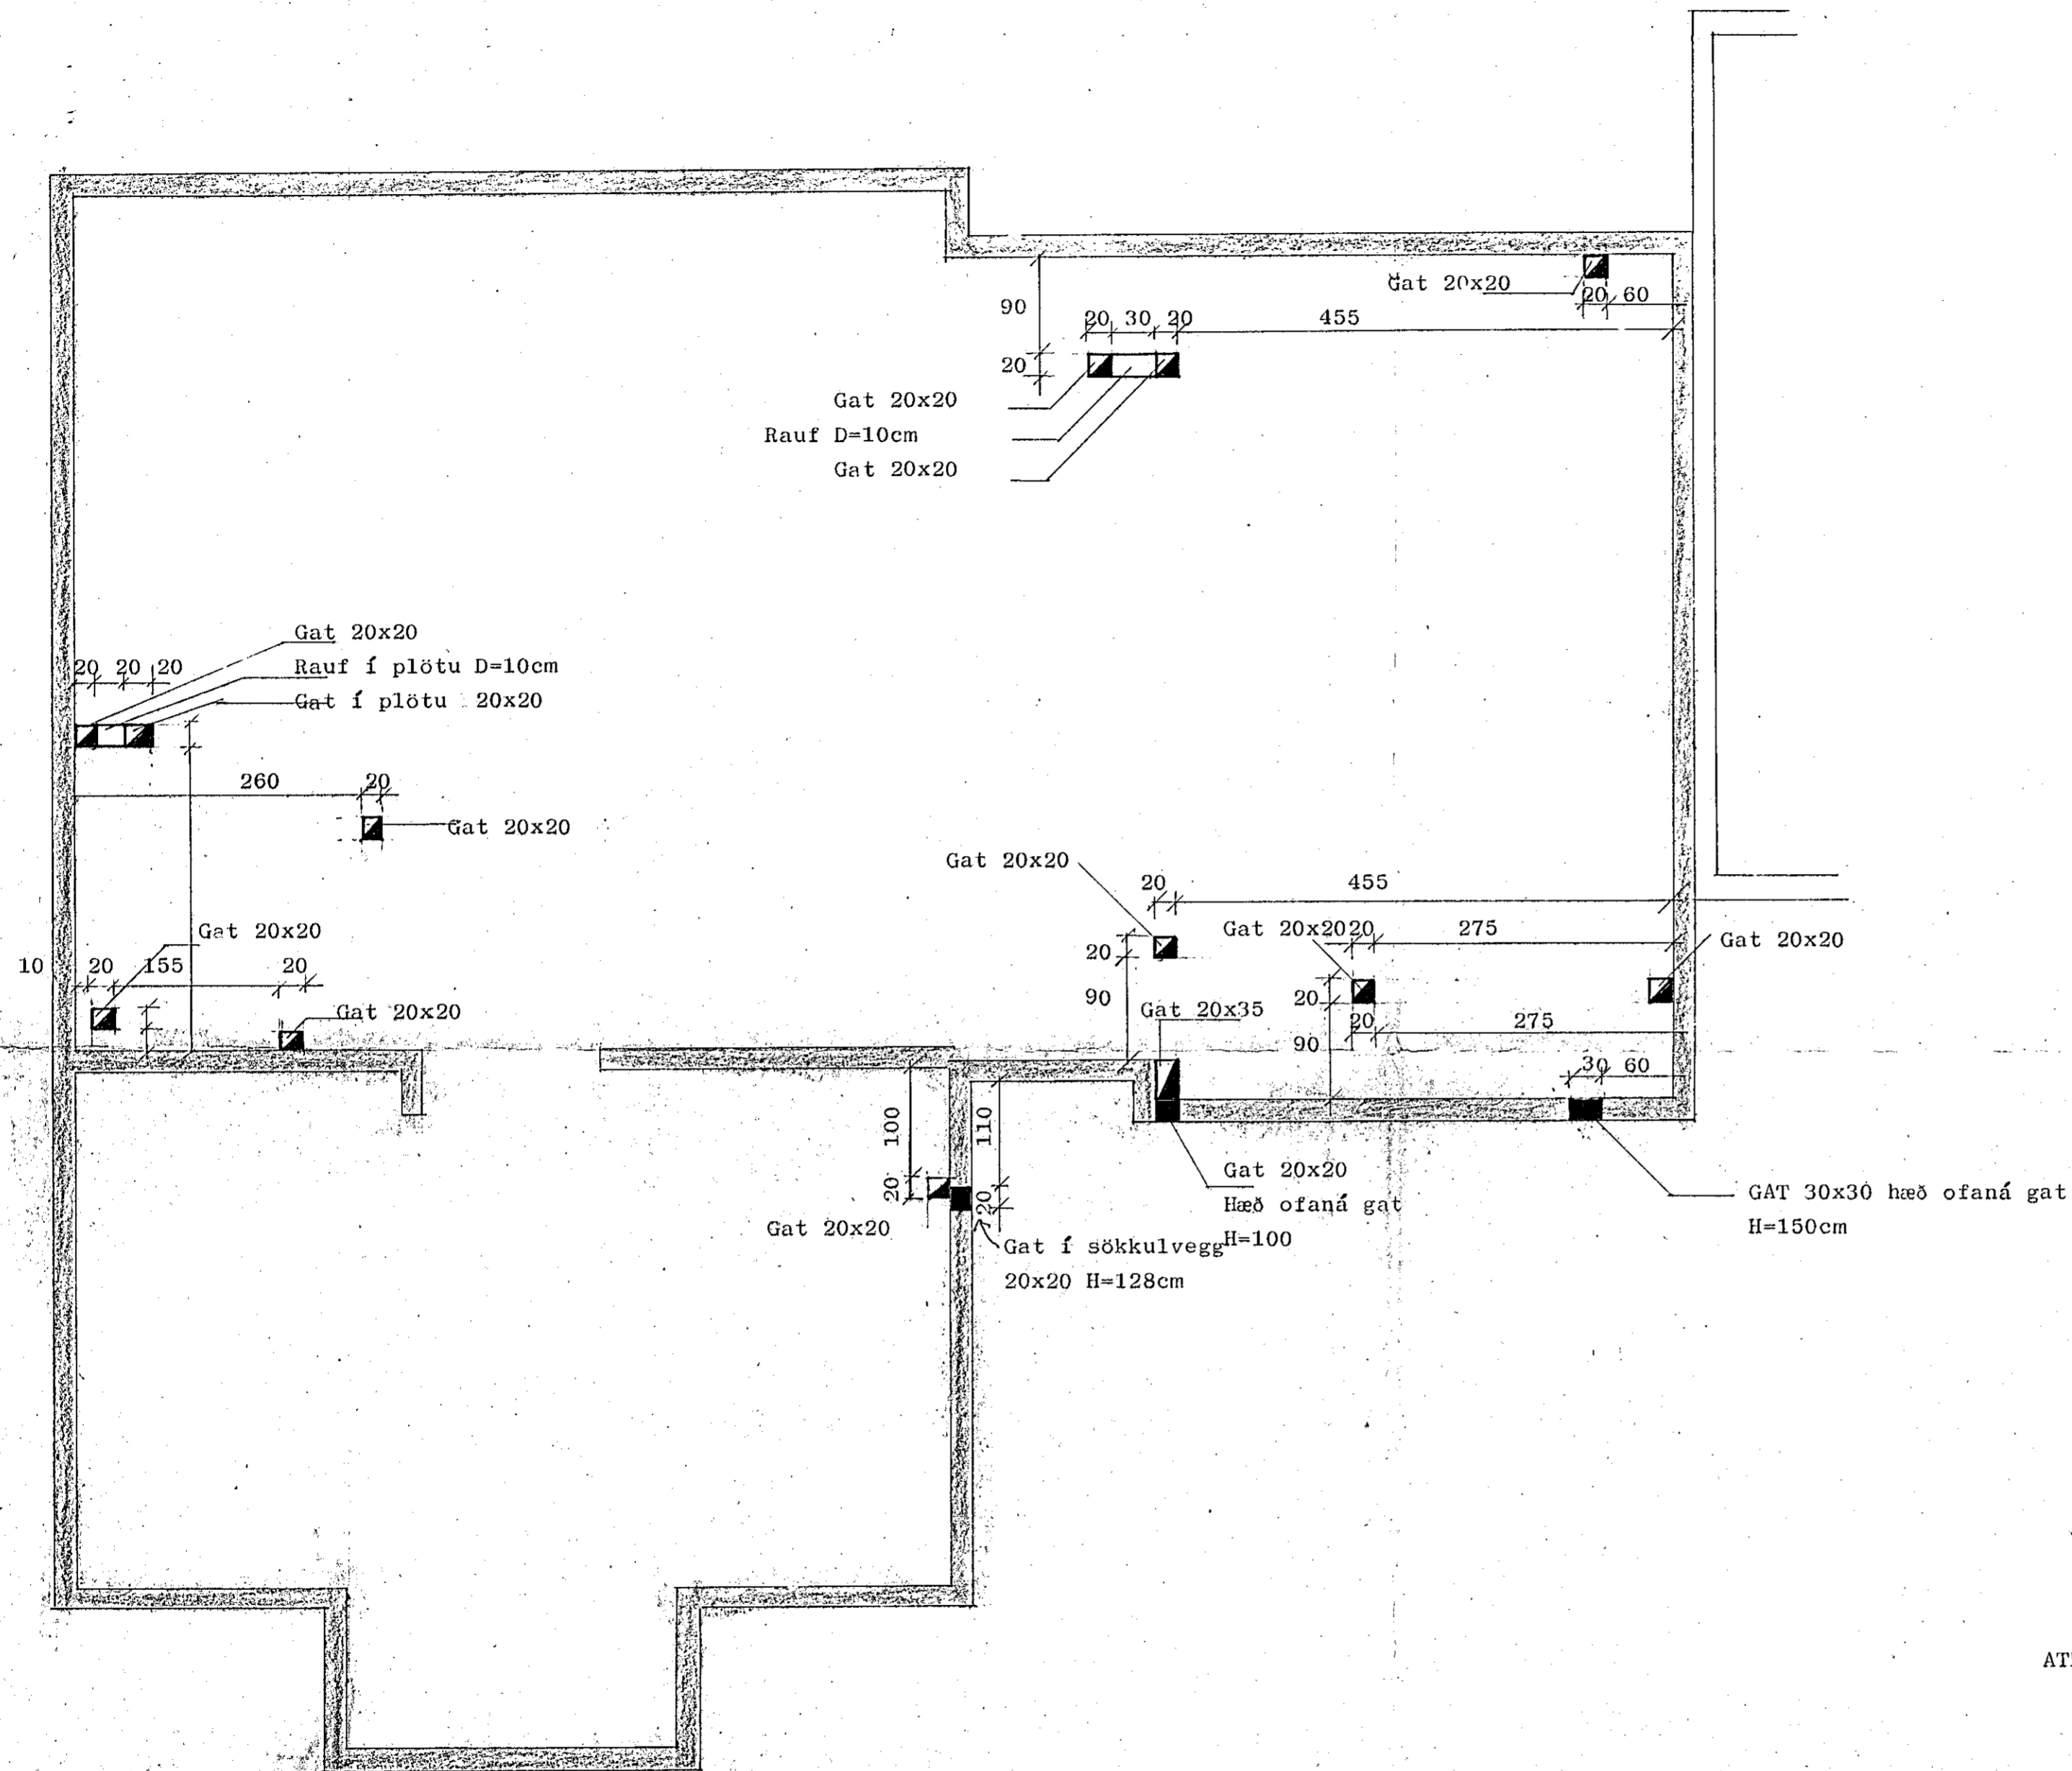 Gat 20x20
20 60
90
20 30 20 455
20
Gat 20x20
Rauf D=10cm
Gat 20x20
Gat 20x20
20 20 20
Rauf í plötu D=10cm
Gat í plötu 20x20
260 20
Gat 20x20
Gat 20x20
20 455
Gat 20x20
Gat 20x20 20 275
Gat 20x20
10 20 155 20
20
90
Gat 20x20
Gat 20x35
20
20 275
90
30 60
100
110
20
20
Gat 20x20
Gat 20x20
Hæð ofaná gat
H=100
GAT 30x30 hæð ofaná gat
H=150cm
Gat í sökkulvegg
20x20 H=128cm